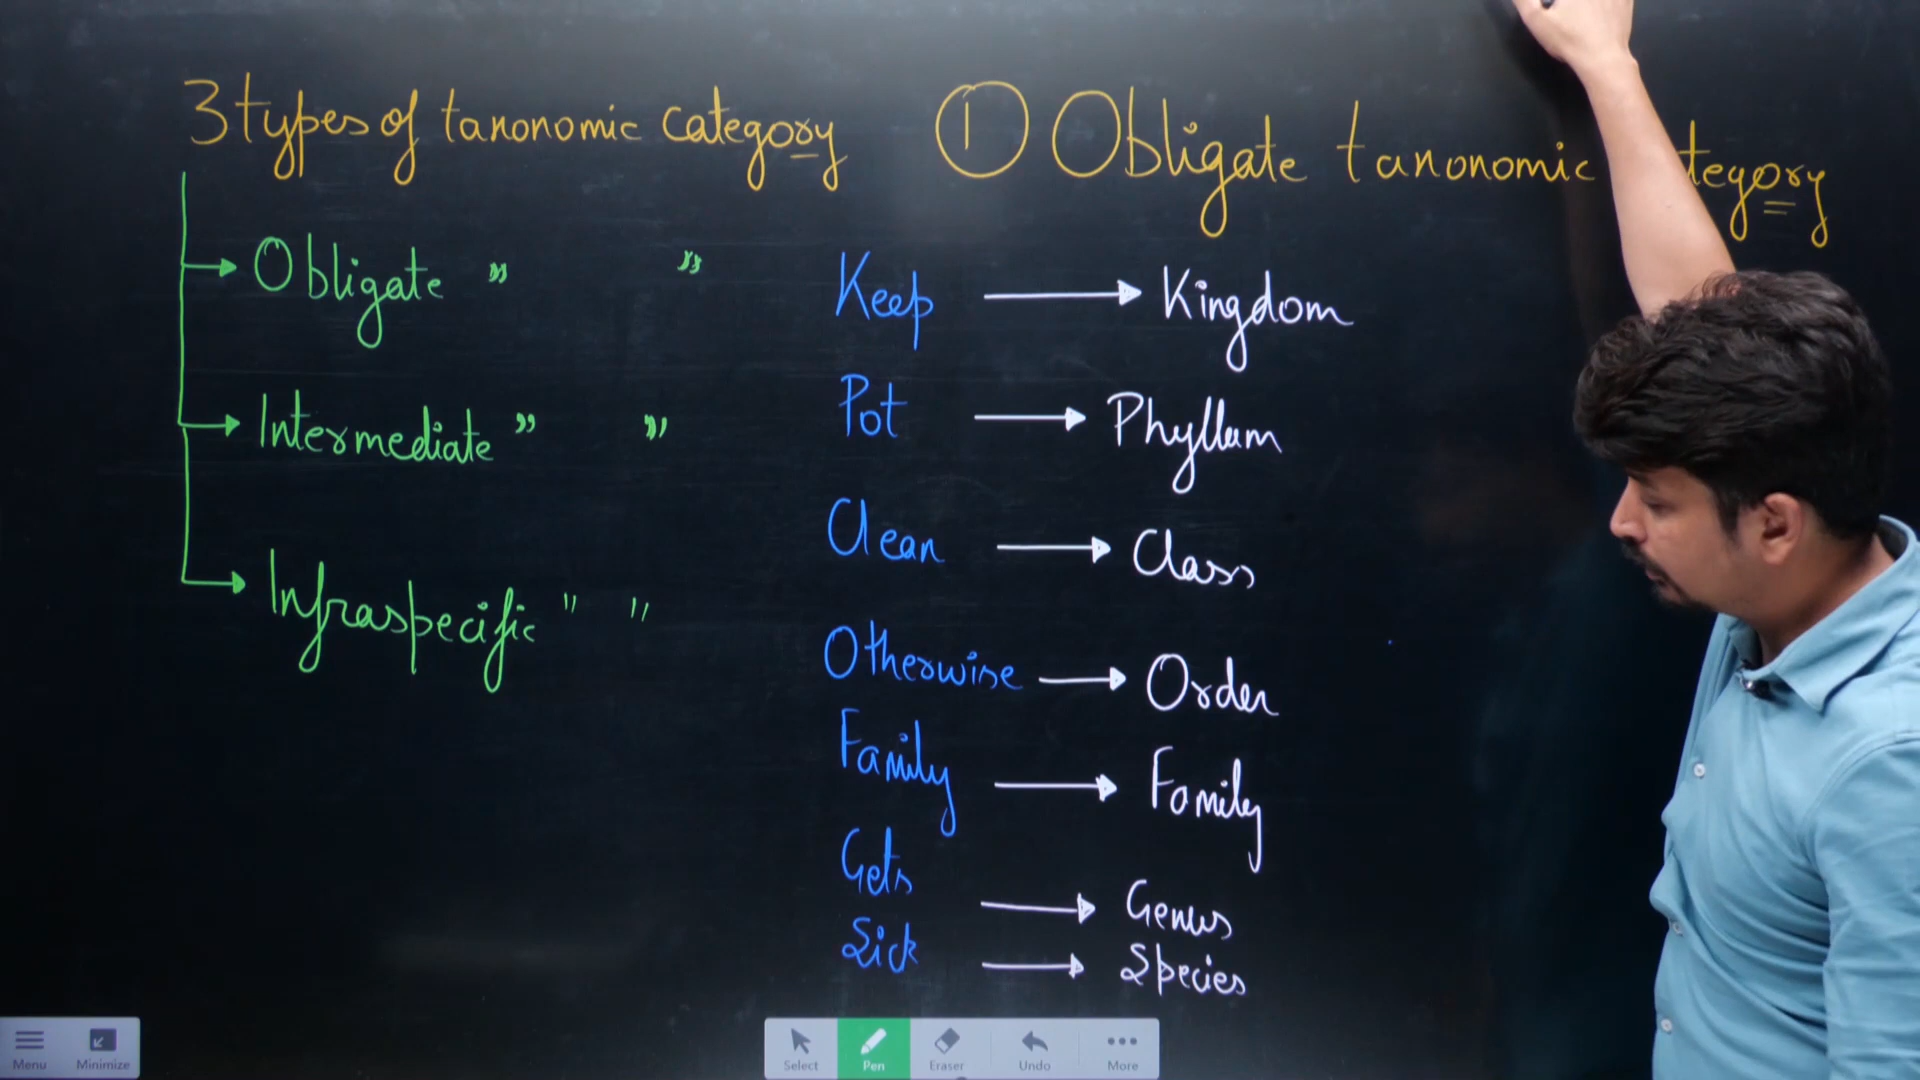 3 types of taxonomic category
Obligate " "
Intermediate " "
Infraspecific " "
① Obligate taxonomic tegory
Keep → Kingdom
Pot → Phyllum
Clean → Class
Otherwise → Order
Family → Family
Gets → Genus
Sick → Species
Menu Minimize
Select Pen Eraser Undo More